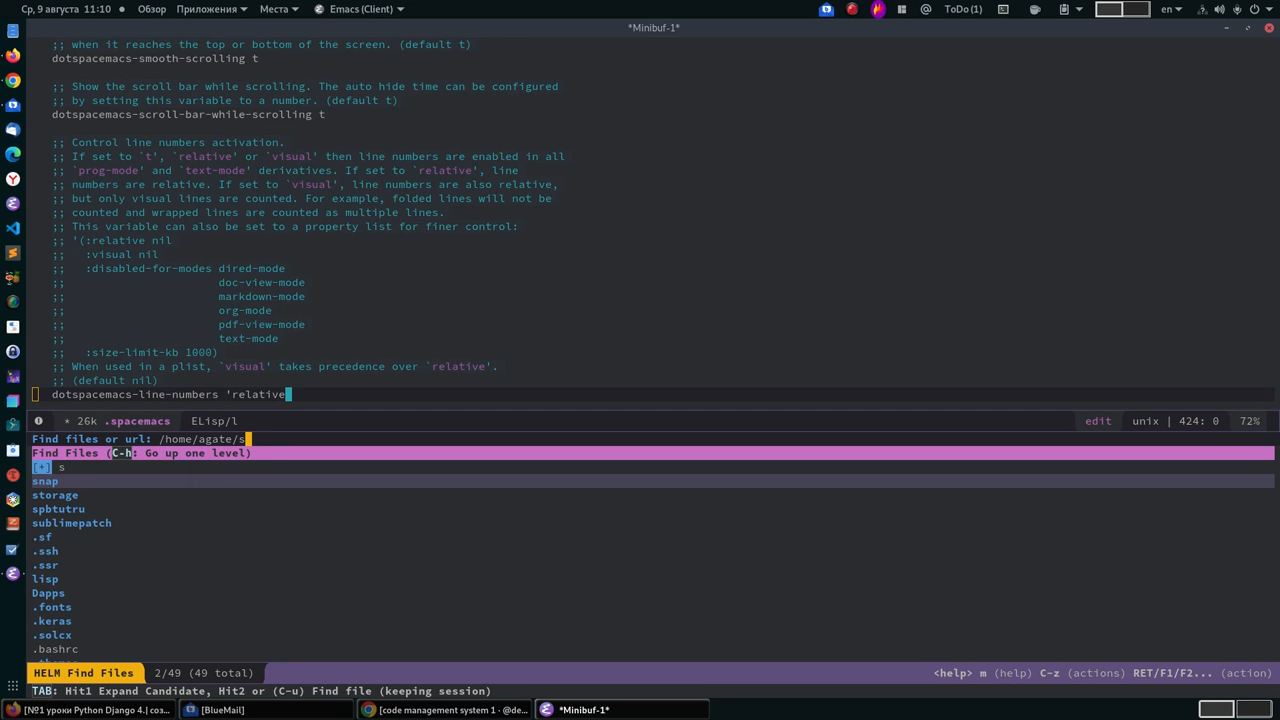 Ср, 9 августа  11:10 Обзор Приложения Места Emacs (Client) ToDo(1) en
*Minibuf-1*
;; when it reaches the top or bottom of the screen. (default t)
dotspacemacs-smooth-scrolling t
;; Show the scroll bar while scrolling. The auto hide time can be configured
;; by setting this variable to a number. (default t)
dotspacemacs-scroll-bar-while-scrolling t
;; Control line numbers activation.
;; If set to `t', `relative' or `visual' then line numbers are enabled in all
;; `prog-mode' and `text-mode' derivatives. If set to `relative', line
;; numbers are relative. If set to `visual', line numbers are also relative,
;; but only visual lines are counted. For example, folded lines will not be
;; counted and wrapped lines are counted as multiple lines.
;; This variable can also be set to a property list for finer control:
;; '(:relative nil
;;   :visual nil
;;   :disabled-for-modes dired-mode
;;                       doc-view-mode
;;                       markdown-mode
;;                       org-mode
;;                       pdf-view-mode
;;                       text-mode
;;   :size-limit-kb 1000)
;; When used in a plist, `visual' takes precedence over `relative'.
;; (default nil)
dotspacemacs-line-numbers 'relative
* 26k .spacemacs ELisp/l edit unix | 424: 0 72%
Find files or url: /home/agate/s
Find Files (C-h: Go up one level)
[+] s
snap
storage
spbtutru
sublimepatch
.sf
.ssh
.ssr
lisp
Dapps
.fonts
.keras
.solcx
.bashrc
HELM Find Files 2/49 (49 total) <help> m (help) C-z (actions) RET/F1/F2... (action)
TAB: Hit1 Expand Candidate, Hit2 or (C-u) Find file (keeping session)
[№1 уроки Python Django 4.| соз... [BlueMail] [code management system 1 · @de... *Minibuf-1*